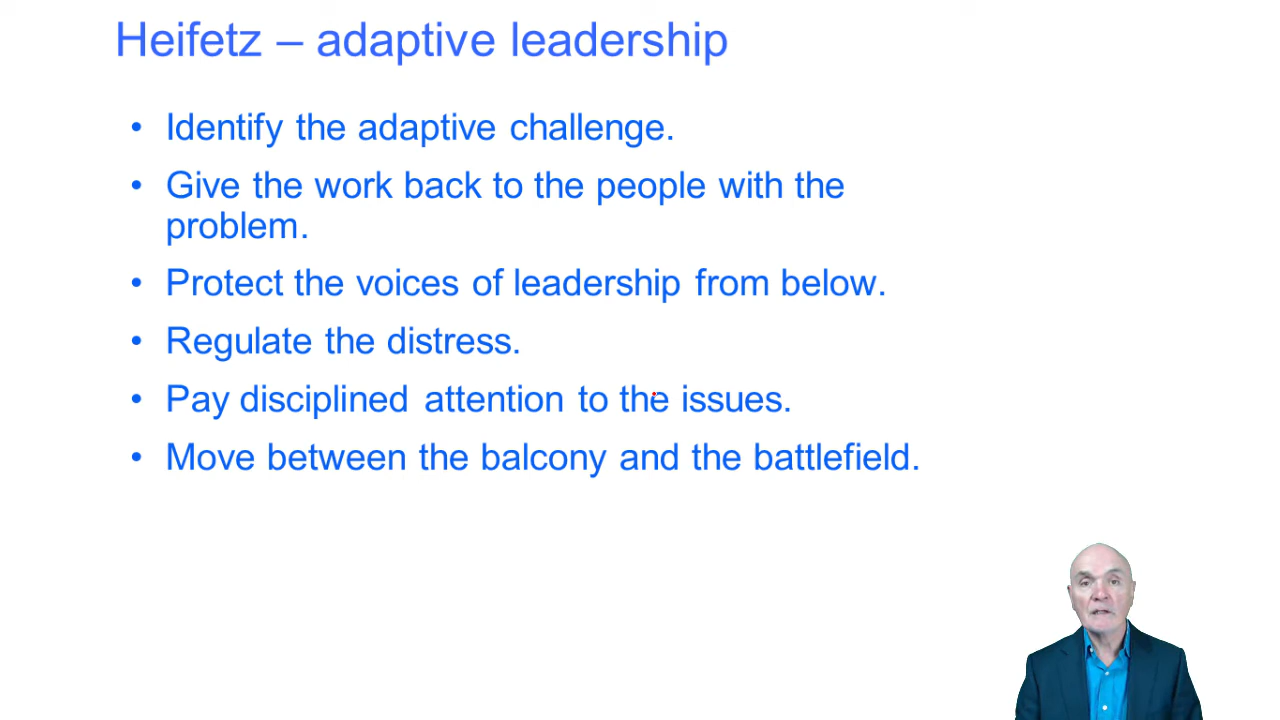 Heifetz – adaptive leadership
• Identify the adaptive challenge.
• Give the work back to the people with the
problem.
• Protect the voices of leadership from below.
• Regulate the distress.
• Pay disciplined attention to the issues.
• Move between the balcony and the battlefield.